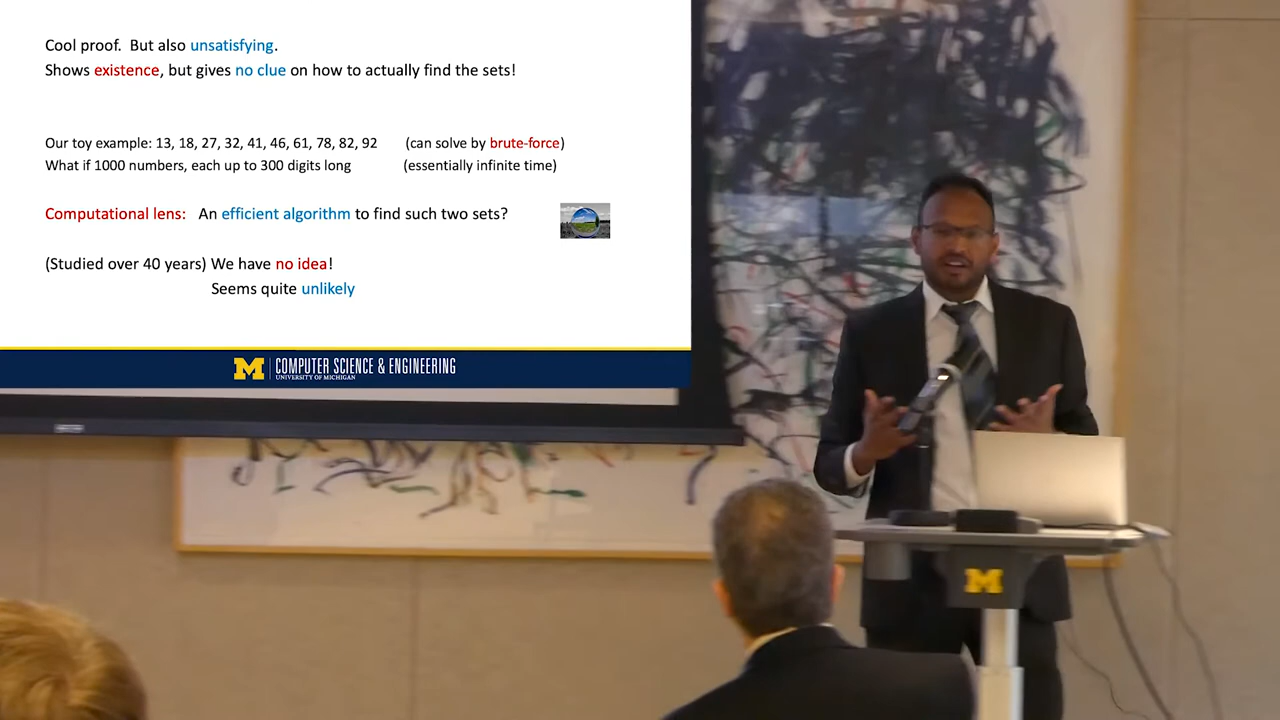 Cool proof. But also unsatisfying.
Shows existence, but gives no clue on how to actually find the sets!
Our toy example: 13, 18, 27, 32, 41, 46, 61, 78, 82, 92 (can solve by brute-force)
What if 1000 numbers, each up to 300 digits long (essentially infinite time)
Computational lens: An efficient algorithm to find such two sets?
(Studied over 40 years) We have no idea!
Seems quite unlikely
M COMPUTER SCIENCE & ENGINEERING
UNIVERSITY OF MICHIGAN
M